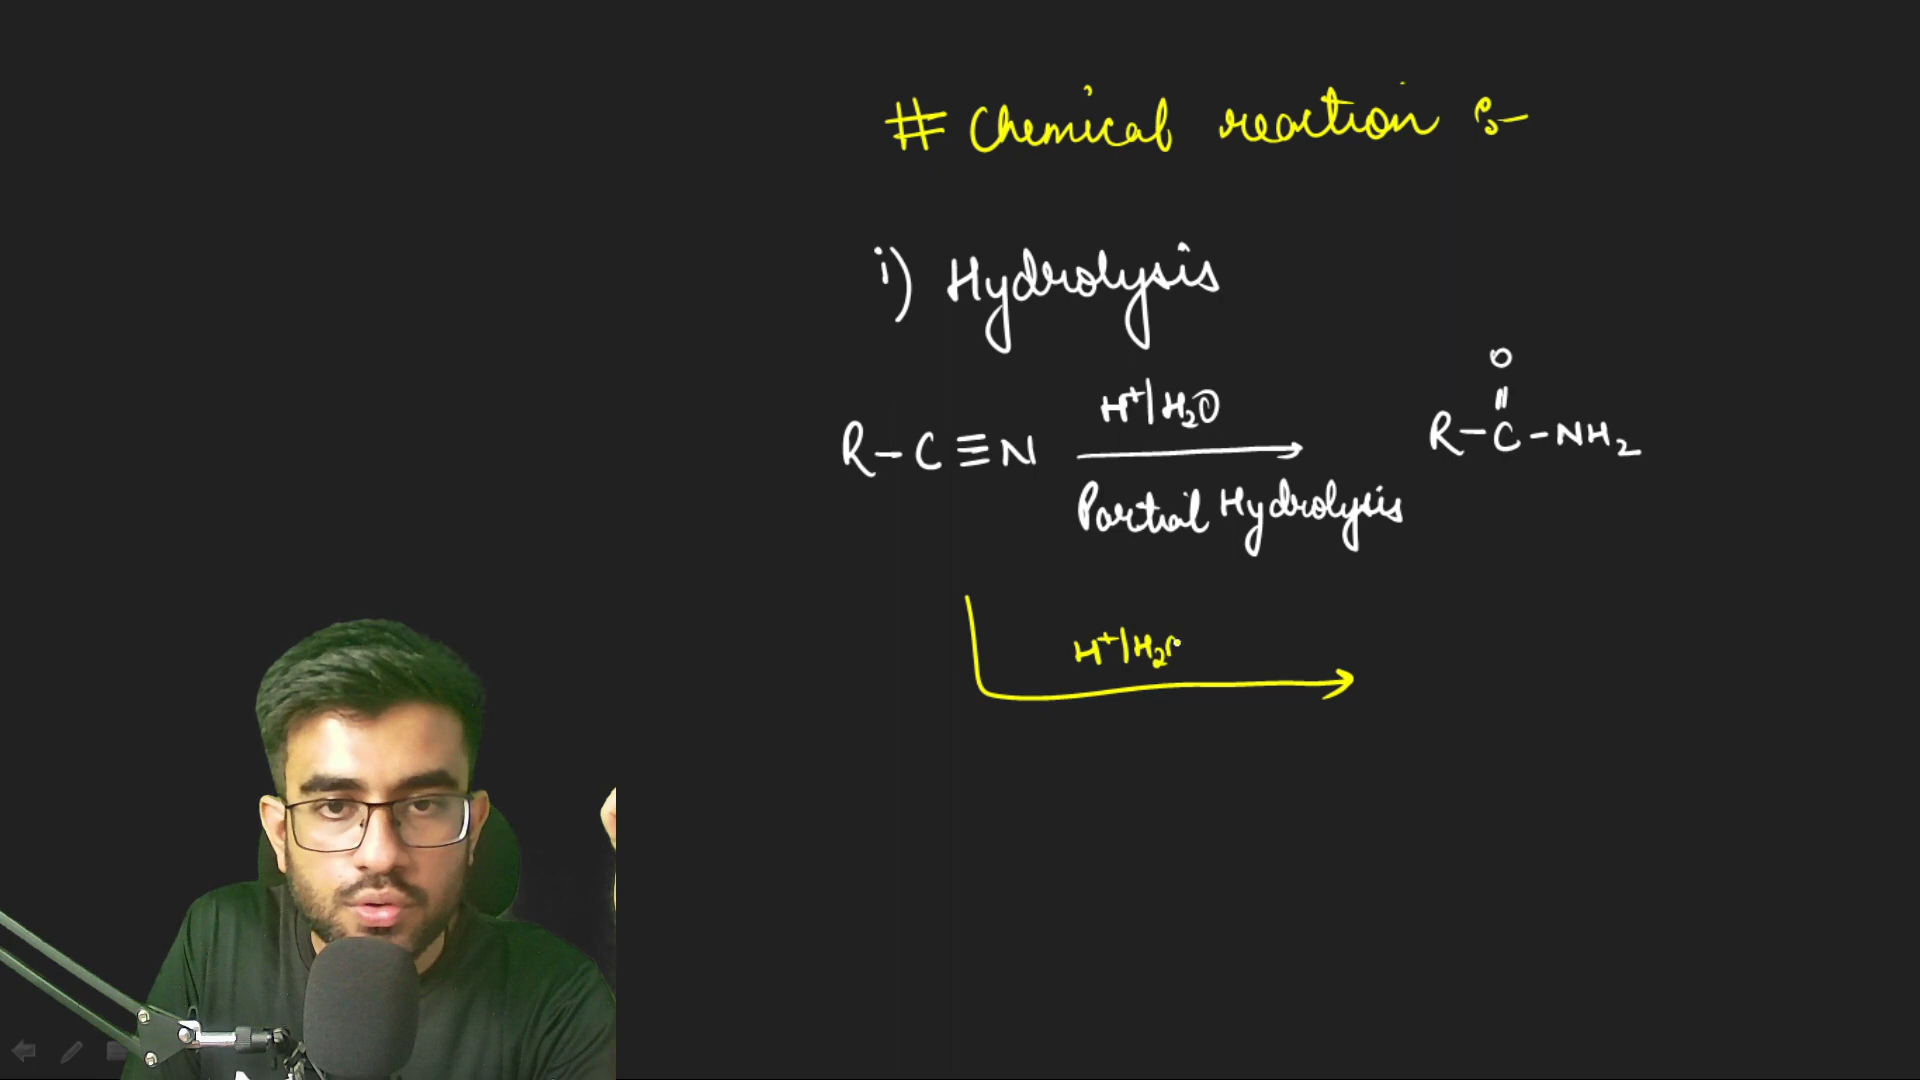 # Chemical reaction :-
i) Hydrolysis
R-C≡N H⁺/H₂O R-C-NH₂
O
||
Partial Hydrolysis
H⁺/H₂